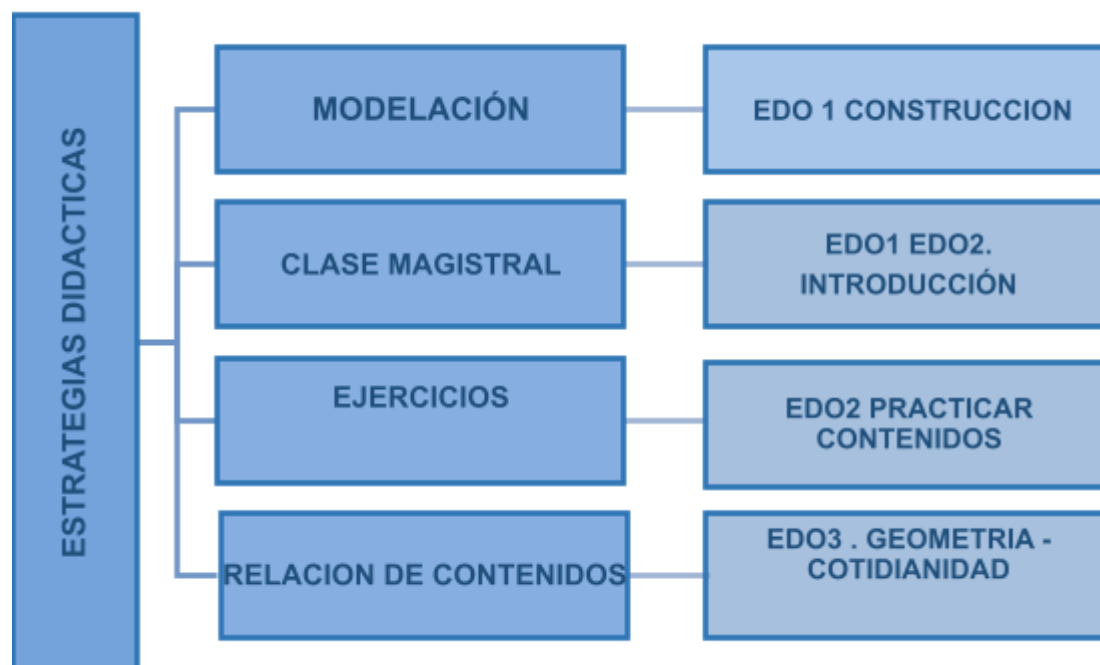 ESTRATEGIAS DIDACTICAS
MODELACIÓN
EDO 1 CONSTRUCCION
CLASE MAGISTRAL
EDO1 EDO2.
INTRODUCCIÓN
EJERCICIOS
EDO2 PRACTICAR
CONTENIDOS
RELACION DE CONTENIDOS
EDO3 . GEOMETRIA -
COTIDIANIDAD